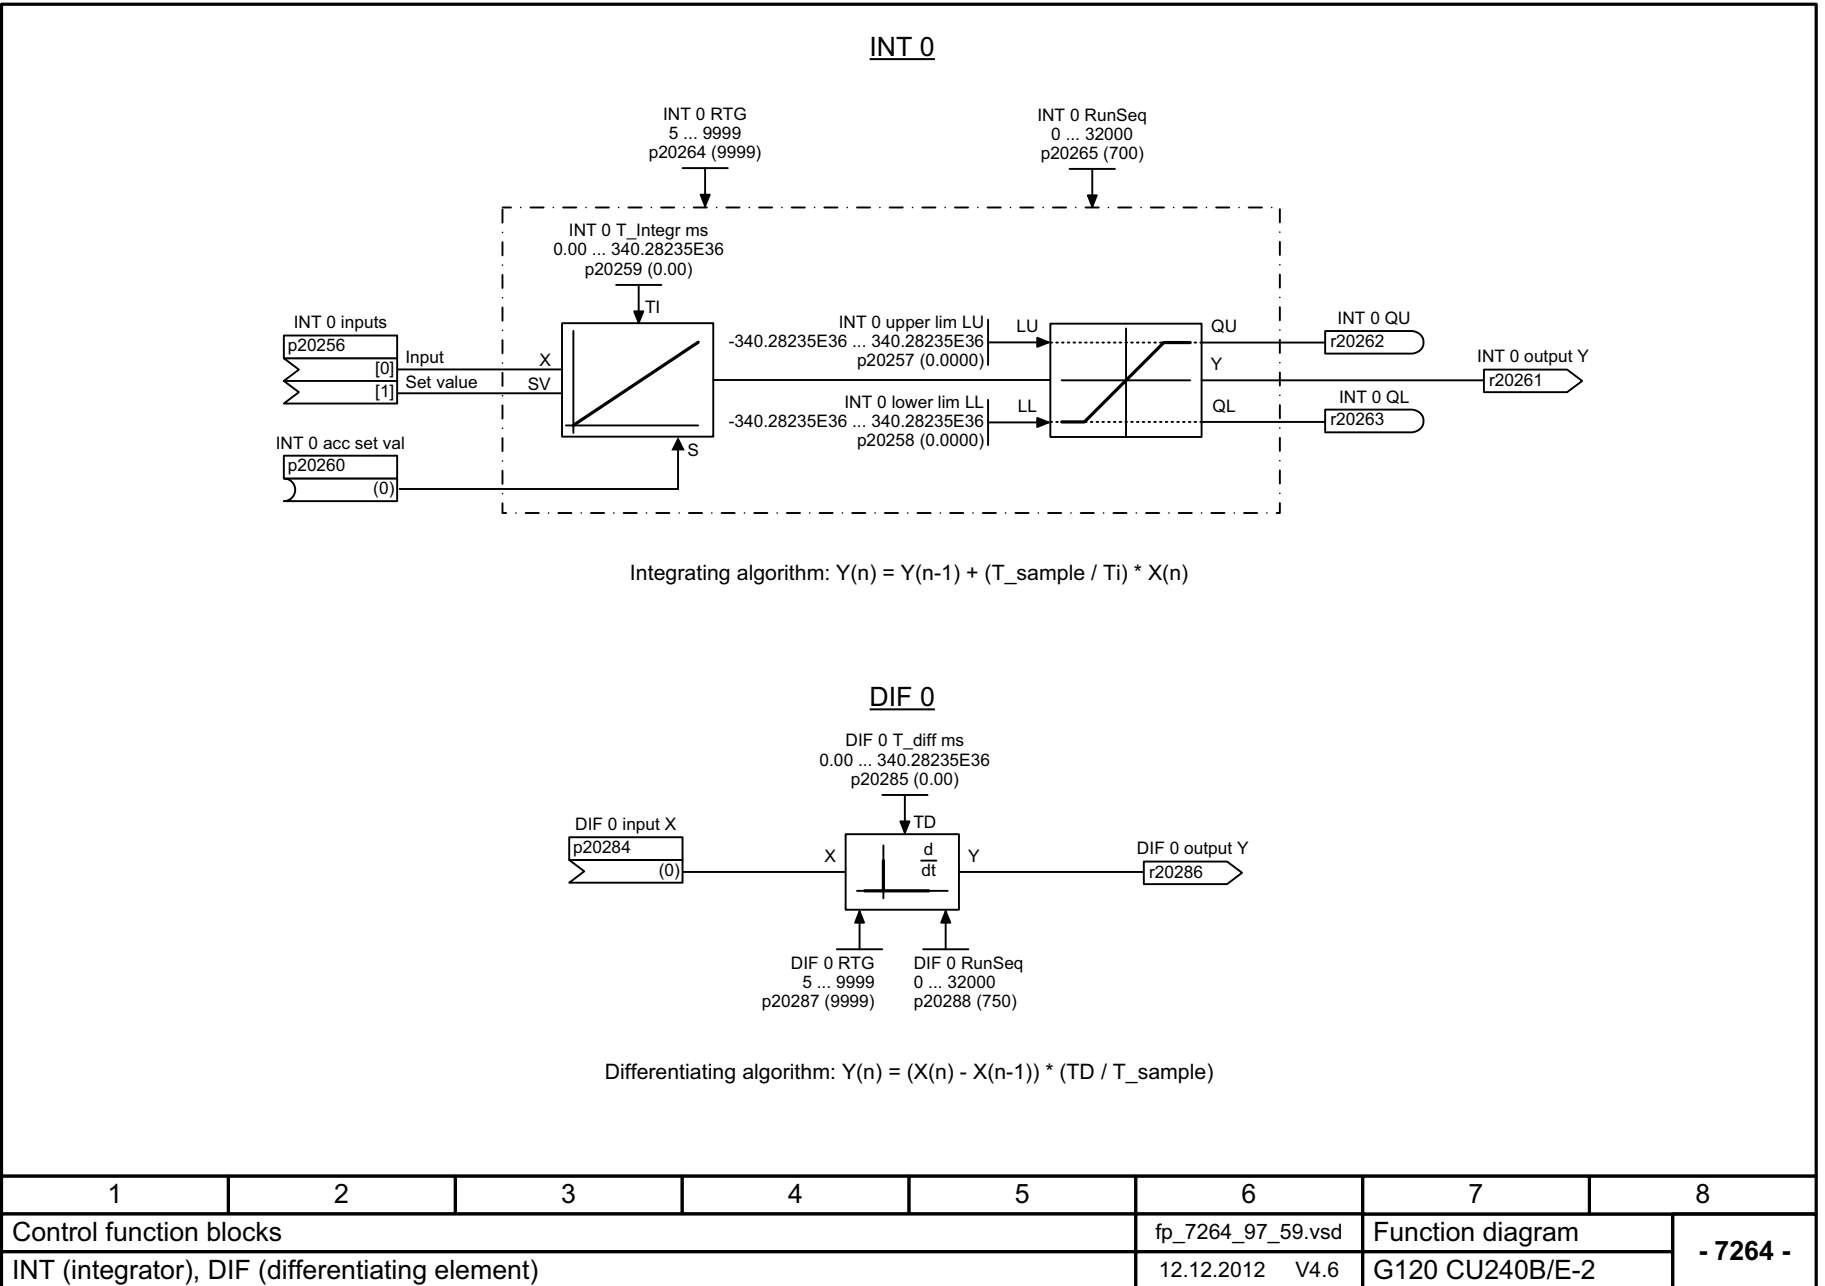 INT 0
INT 0 RTG
5 ... 9999
p20264 (9999)
INT 0 RunSeq
0 ... 32000
p20265 (700)
INT 0 T_Integr ms
0.00 ... 340.28235E36
p20259 (0.00)
TI
INT 0 inputs
p20256
[0]
[1]
Input
Set value
X
SV
INT 0 acc set val
p20260
(0)
S
INT 0 upper lim LU
-340.28235E36 ... 340.28235E36
p20257 (0.0000)
LU
INT 0 lower lim LL
-340.28235E36 ... 340.28235E36
p20258 (0.0000)
LL
QU
Y
QL
INT 0 QU
r20262
INT 0 output Y
r20261
INT 0 QL
r20263
Integrating algorithm: Y(n) = Y(n-1) + (T_sample / Ti) * X(n)
DIF 0
DIF 0 T_diff ms
0.00 ... 340.28235E36
p20285 (0.00)
TD
DIF 0 input X
p20284
(0)
X
d
dt
Y
DIF 0 output Y
r20286
DIF 0 RTG
5 ... 9999
p20287 (9999)
DIF 0 RunSeq
0 ... 32000
p20288 (750)
Differentiating algorithm: Y(n) = (X(n) - X(n-1)) * (TD / T_sample)
1 2 3 4 5 6 7 8
Control function blocks
fp_7264_97_59.vsd
Function diagram
- 7264 -
INT (integrator), DIF (differentiating element)
12.12.2012 V4.6
G120 CU240B/E-2